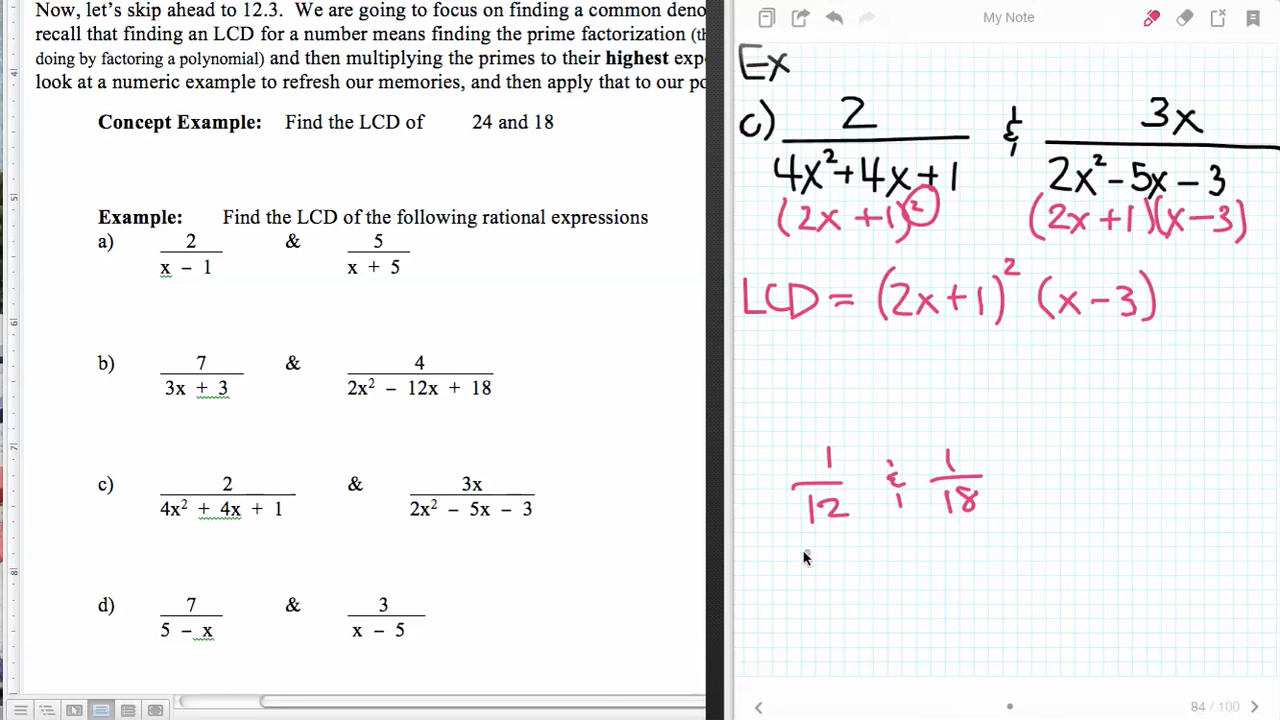 Now, let's skip ahead to 12.3. We are going to focus on finding a common deno
recall that finding an LCD for a number means finding the prime factorization (th
doing by factoring a polynomial) and then multiplying the primes to their highest exp
look at a numeric example to refresh our memories, and then apply that to our po
Concept Example: Find the LCD of 24 and 18
Example: Find the LCD of the following rational expressions
a) 2 & 5
x - 1 x + 5
b) 7 & 4
3x + 3 2x² - 12x + 18
c) 2 & 3x
4x² + 4x + 1 2x² - 5x - 3
d) 7 & 3
5 - x x - 5
My Note
Ex
c) 2 & 3x
4x²+4x+1 2x²-5x-3
(2x+1)² (2x+1)(x-3)
LCD = (2x+1)² (x-3)
1 & 1
12 18
84 / 100